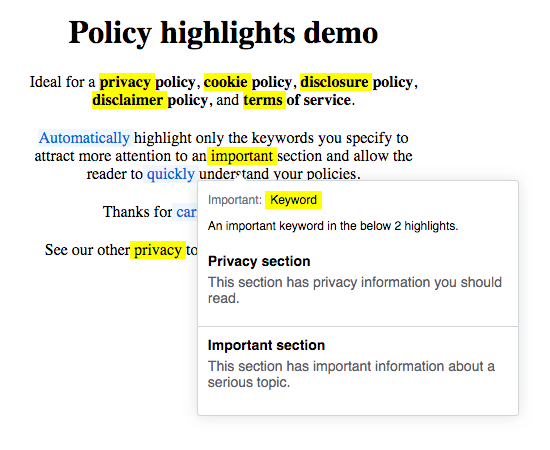 Policy highlights demo
Ideal for a privacy policy, cookie policy, disclosure policy,
disclaimer policy, and terms of service.
Automatically highlight only the keywords you specify to
attract more attention to an important section and allow the
reader to quickly understand your policies.
Thanks for
See our other privacy
Important: Keyword
An important keyword in the below 2 highlights.
Privacy section
This section has privacy information you should
read.
Important section
This section has important information about a
serious topic.